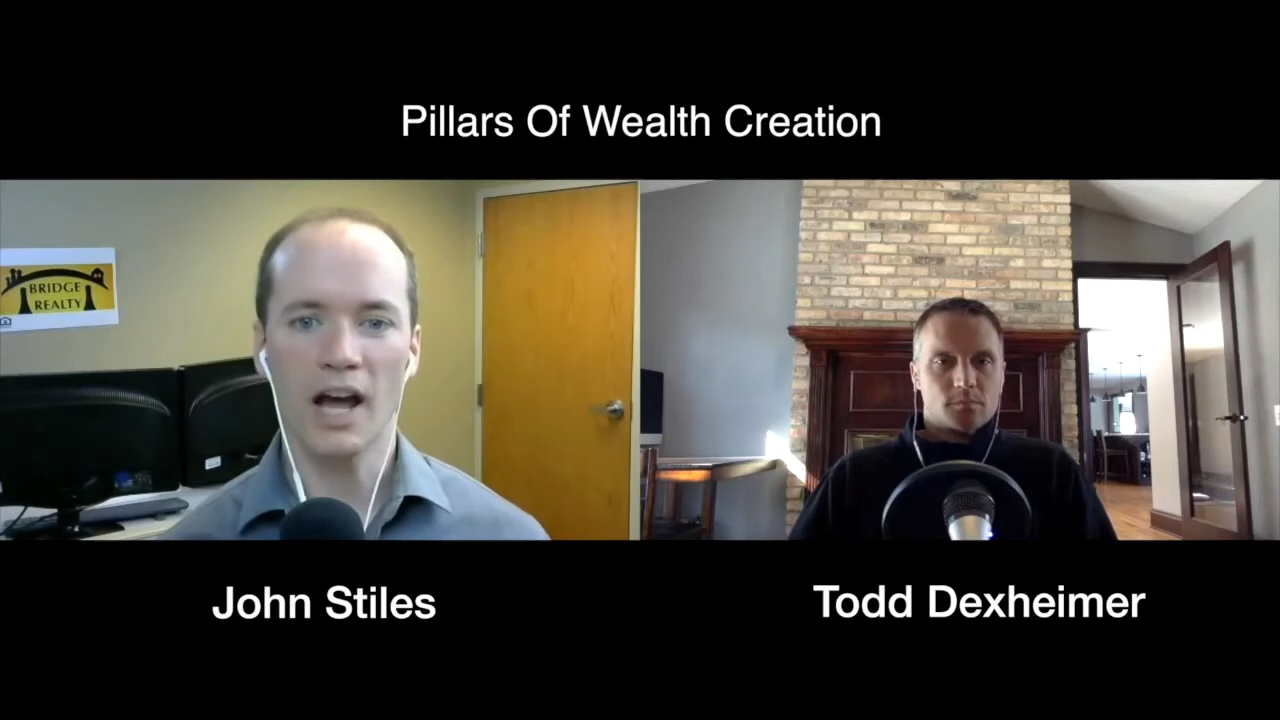 Pillars Of Wealth Creation
BRIDGE
REALTY
John Stiles
Todd Dexheimer